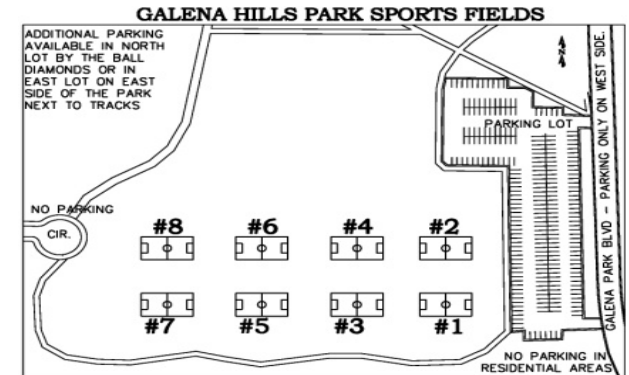 GALENA HILLS PARK SPORTS FIELDS
ADDITIONAL PARKING
AVAILABLE IN NORTH
LOT BY THE BALL
DIAMONDS OR IN
EAST LOT ON EAST
SIDE OF THE PARK
NEXT TO TRACKS
N
PARKING LOT
GALENA PARK BLVD - PARKING ONLY ON WEST SIDE.
NO PARKING
CIR.
#8 #6 #4 #2
#7 #5 #3 #1
NO PARKING IN
RESIDENTIAL AREAS